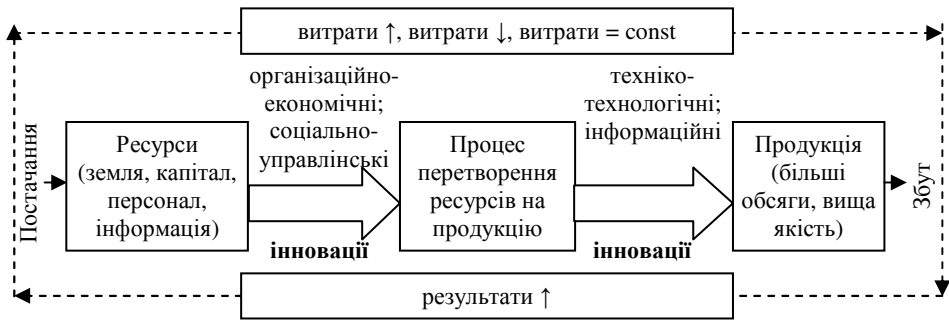 витрати ↑, витрати ↓, витрати = const
Постачання
Ресурси
(земля, капітал,
персонал,
інформація)
організаційно-
економічні;
соціально-
управлінські
інновації
Процес
перетворення
ресурсів на
продукцію
техніко-
технологічні;
інформаційні
інновації
Продукція
(більші
обсяги, вища
якість)
Збут
результати ↑